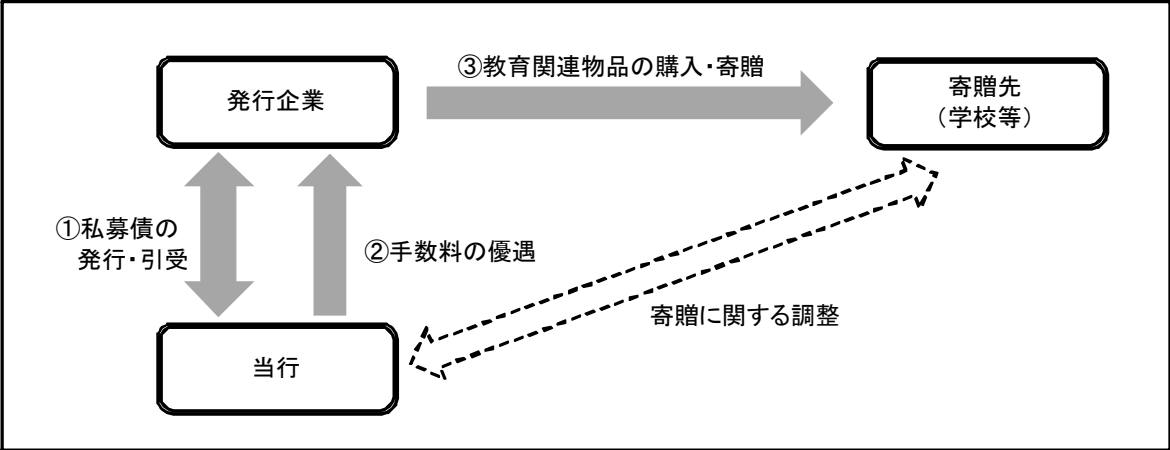 ③教育関連物品の購入・寄贈
発行企業
寄贈先
（学校等）
①私募債の
発行・引受
②手数料の優遇
寄贈に関する調整
当行